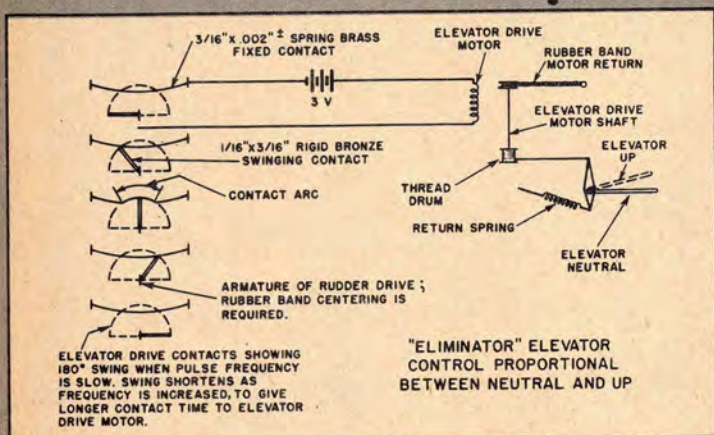 3/16" X .002" ± SPRING BRASS
FIXED CONTACT
3 V
ELEVATOR DRIVE
MOTOR
RUBBER BAND
MOTOR RETURN
ELEVATOR DRIVE
MOTOR SHAFT
ELEVATOR
UP
1/16" X 3/16" RIGID BRONZE
SWINGING CONTACT
CONTACT ARC
THREAD
DRUM
RETURN SPRING
ELEVATOR
NEUTRAL
ARMATURE OF RUDDER DRIVE;
RUBBER BAND CENTERING IS
REQUIRED.
ELEVATOR DRIVE CONTACTS SHOWING
180° SWING WHEN PULSE FREQUENCY
IS SLOW. SWING SHORTENS AS
FREQUENCY IS INCREASED, TO GIVE
LONGER CONTACT TIME TO ELEVATOR
DRIVE MOTOR.
"ELIMINATOR" ELEVATOR
CONTROL PROPORTIONAL
BETWEEN NEUTRAL AND UP